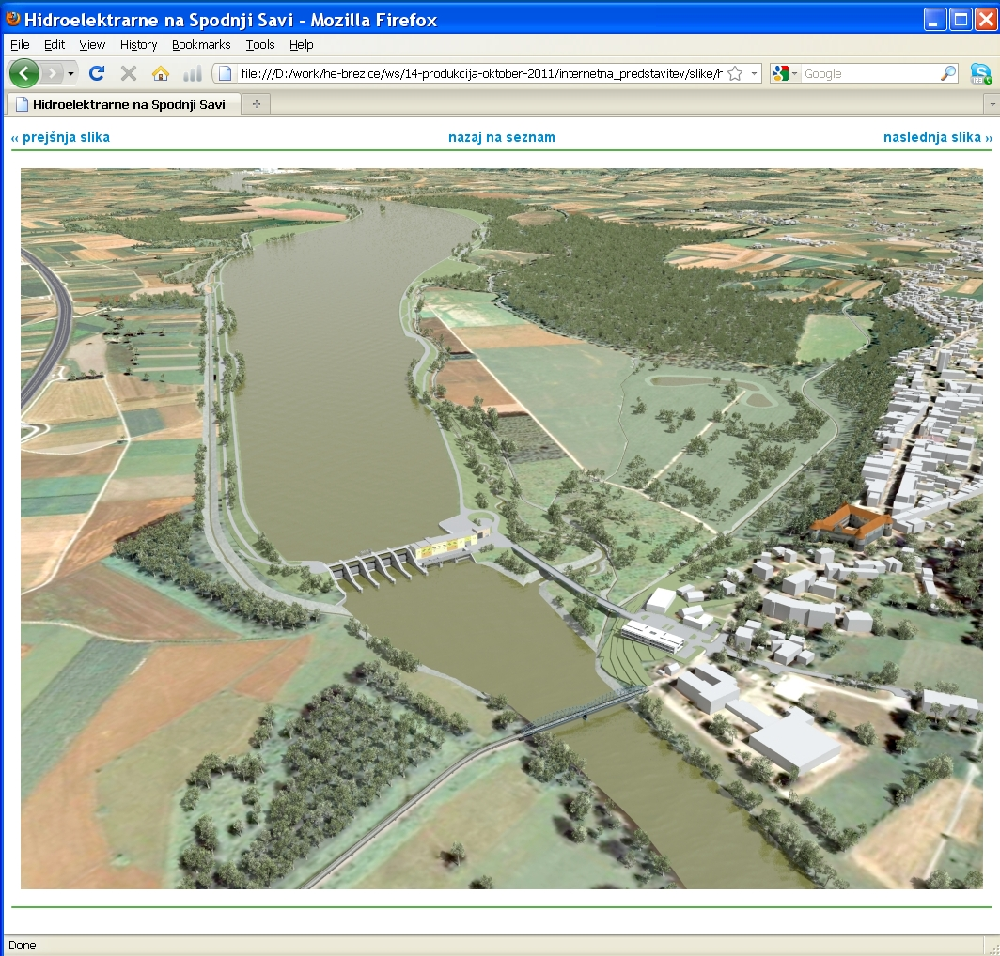 Hidroelektrarne na Spodnji Savi - Mozilla Firefox
File Edit View History Bookmarks Tools Help
file:///D:/work/he-brezice/ws/14-produkcija-oktober-2011/internetna_predstavitev/slike/h
Google
Hidroelektrarne na Spodnji Savi
‹‹ prejšnja slika nazaj na seznam naslednja slika ››
Done